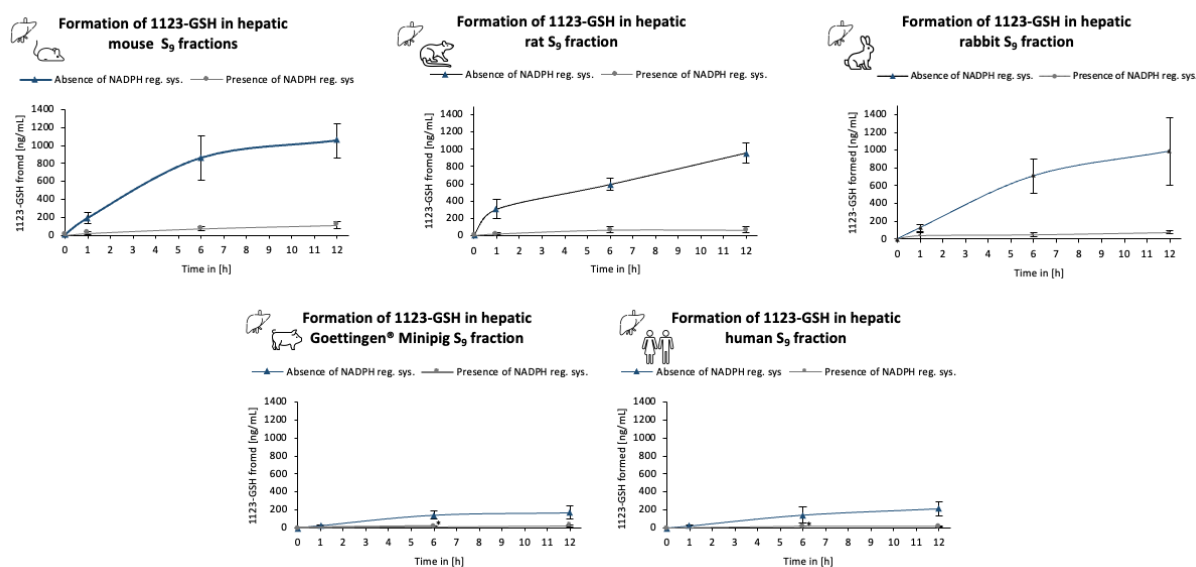 Formation of 1123-GSH in hepatic
mouse S9 fractions
Absence of NADPH reg. sys.
Presence of NADPH reg. sys
1123-GSH fromd [ng/mL]
1400
1200
1000
800
600
400
200
0
0 1 2 3 4 5 6 7 8 9 10 11 12
Time in [h]
Formation of 1123-GSH in hepatic
rat S9 fraction
Absence of NADPH reg. sys.
Presence of NADPH reg. sys.
1123-GSH fromd [ng/mL]
1400
1200
1000
800
600
400
200
0
0 1 2 3 4 5 6 7 8 9 10 11 12
Time in [h]
Formation of 1123-GSH in hepatic
rabbit S9 fraction
Absence of NADPH reg. sys.
Presence of NADPH reg. sys
1123-GSH formed [ng/mL]
1400
1200
1000
800
600
400
200
0
0 1 2 3 4 5 6 7 8 9 10 11 12
Time in [h]
Formation of 1123-GSH in hepatic
Goettingen® Minipig S9 fraction
Absence of NADPH reg. sys.
Presence of NADPH reg. sys.
1123-GSH fromd [ng/mL]
1400
1200
1000
800
600
400
200
0
*
0 1 2 3 4 5 6 7 8 9 10 11 12
Time in [h]
Formation of 1123-GSH in hepatic
human S9 fraction
Absence of NADPH reg. sys
Presence of NADPH reg. sys.
1123-GSH formed [ng/mL]
1400
1200
1000
800
600
400
200
0
* *
0 1 2 3 4 5 6 7 8 9 10 11 12
Time in [h]